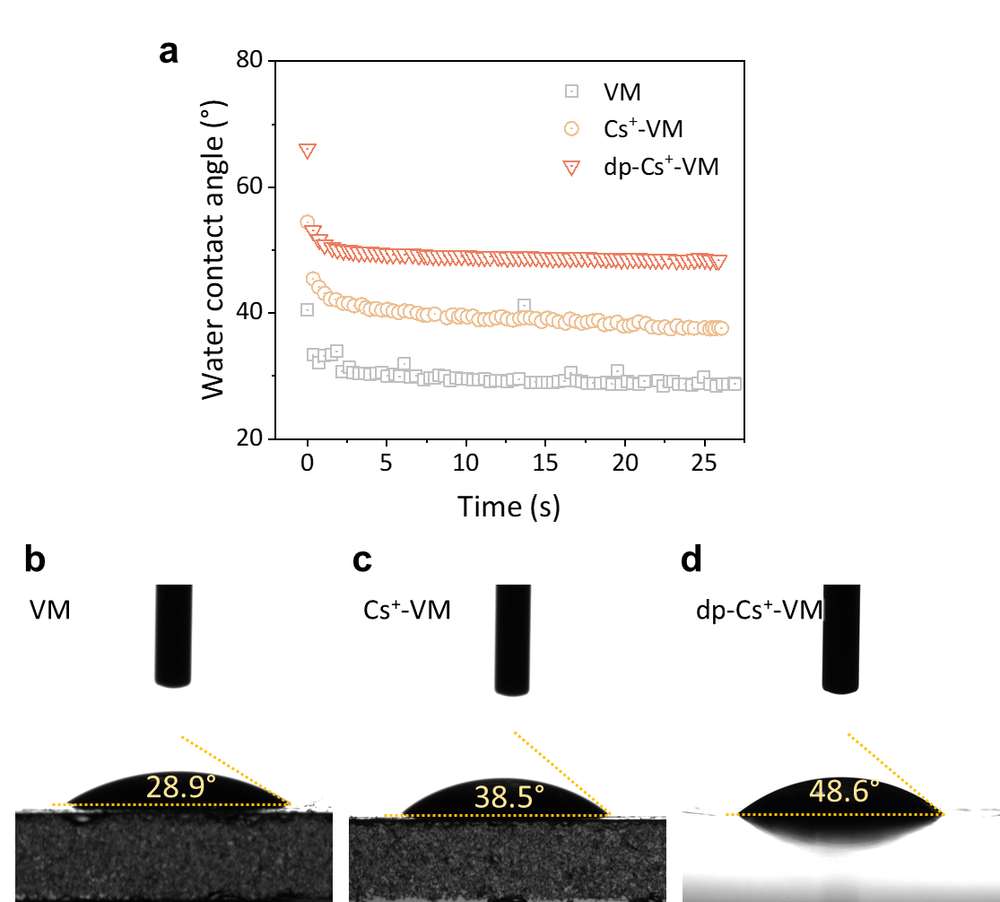 a
Water contact angle (°)
80
60
40
20
VM
Cs⁺-VM
dp-Cs⁺-VM
0 5 10 15 20 25
Time (s)
b
VM
28.9°
c
Cs⁺-VM
38.5°
d
dp-Cs⁺-VM
48.6°